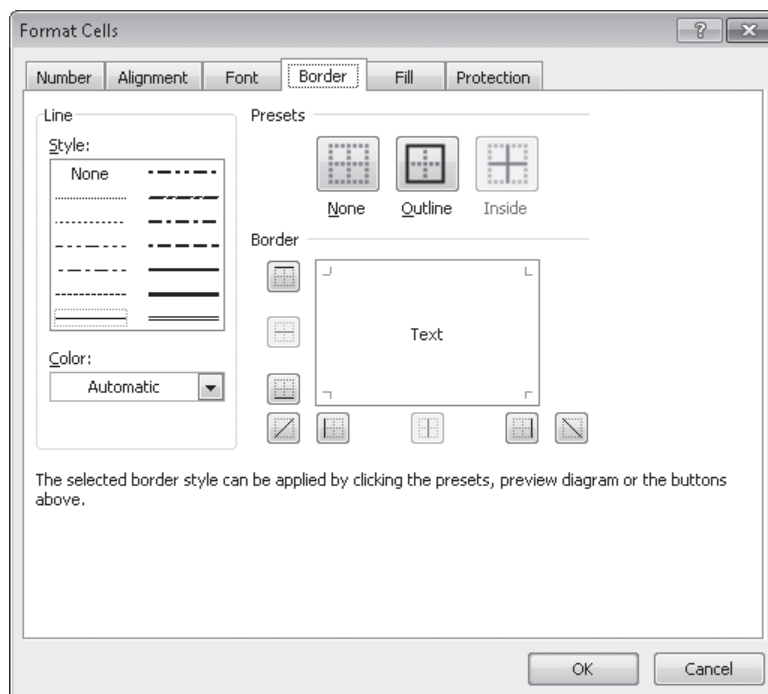 Format Cells
Number Alignment Font Border Fill Protection
Line
Style:
None
Color:
Automatic
Presets
None Outline Inside
Border
Text
The selected border style can be applied by clicking the presets, preview diagram or the buttons
above.
OK Cancel